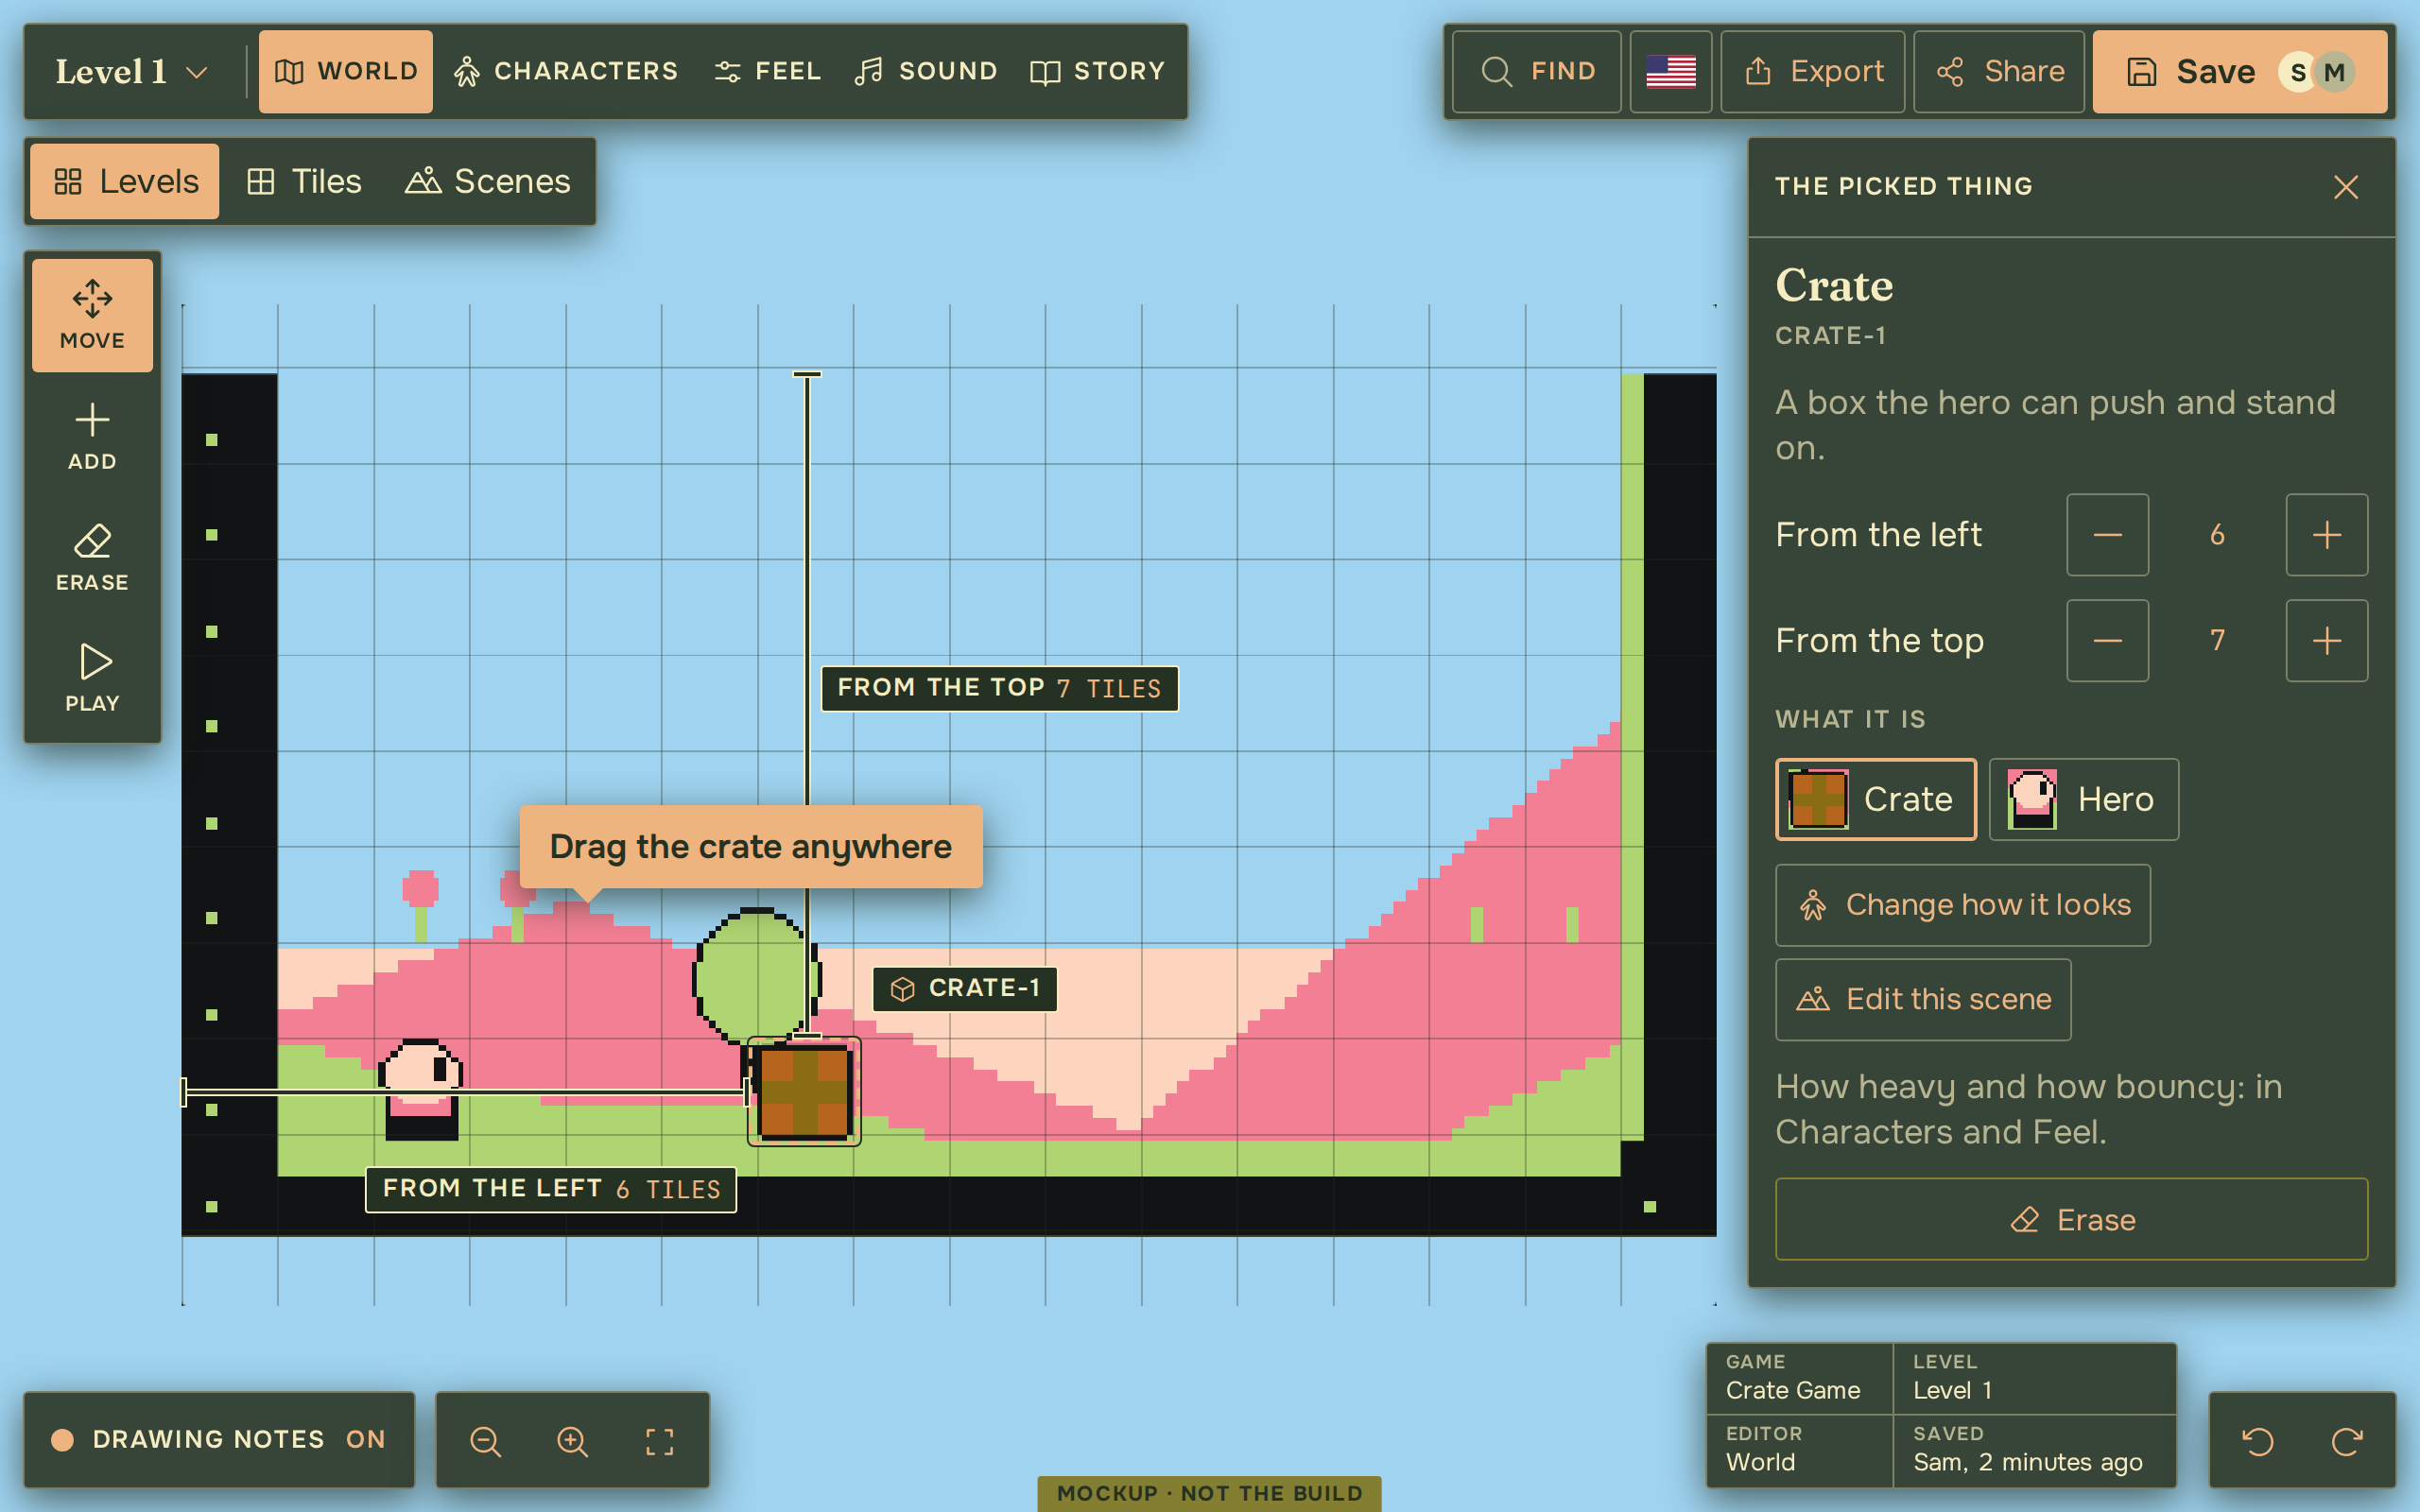 Level 1
WORLD
CHARACTERS
FEEL
SOUND
STORY
FIND
Export
Share
Save
S
M
Levels
Tiles
Scenes
MOVE
ADD
ERASE
PLAY
FROM THE TOP 7 TILES
Drag the crate anywhere
CRATE-1
FROM THE LEFT 6 TILES
THE PICKED THING
Crate
CRATE-1
A box the hero can push and stand
on.
From the left
6
From the top
7
WHAT IT IS
Crate
Hero
Change how it looks
Edit this scene
How heavy and how bouncy: in
Characters and Feel.
Erase
DRAWING NOTES ON
GAME
Crate Game
LEVEL
Level 1
EDITOR
World
SAVED
Sam, 2 minutes ago
MOCKUP · NOT THE BUILD